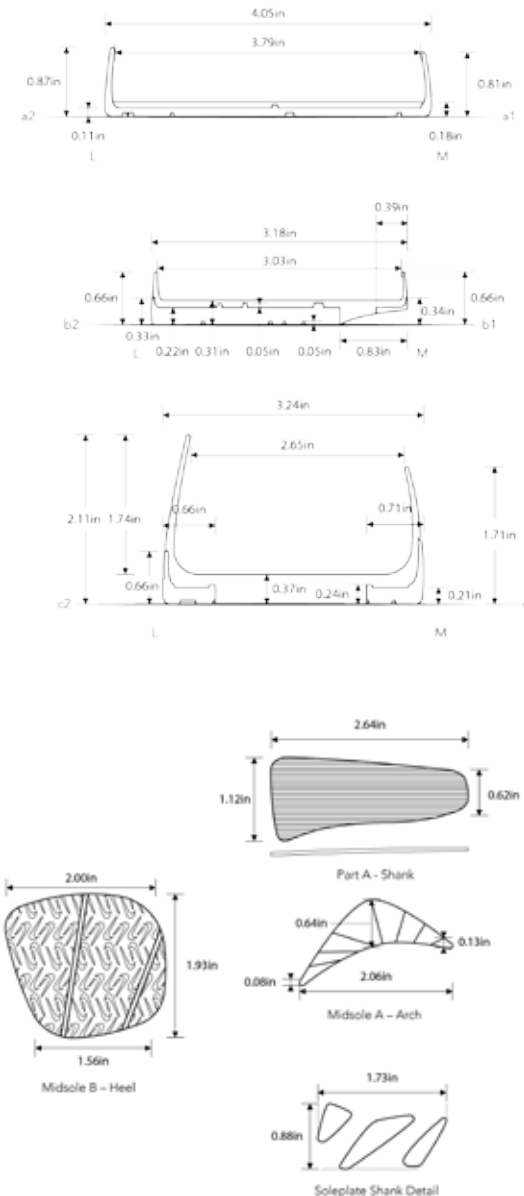 4.05in
3.79in
0.87in
0.81in
a2
a1
0.11in
0.18in
L
M
0.39in
3.18in
3.03in
0.66in
0.66in
0.34in
b2
b1
0.33in
L
0.22in
0.31in
0.05in
0.05in
0.83in
M
3.24in
2.65in
2.11in
1.74in
0.66in
0.71in
1.71in
0.66in
0.37in
0.24in
0.21in
c2
L
M
2.64in
1.12in
0.62in
Part A - Shank
2.00in
0.64in
0.13in
1.93in
0.08in
2.06in
Midsole A – Arch
1.56in
Midsole B – Heel
1.73in
0.88in
Soleplate Shank Detail